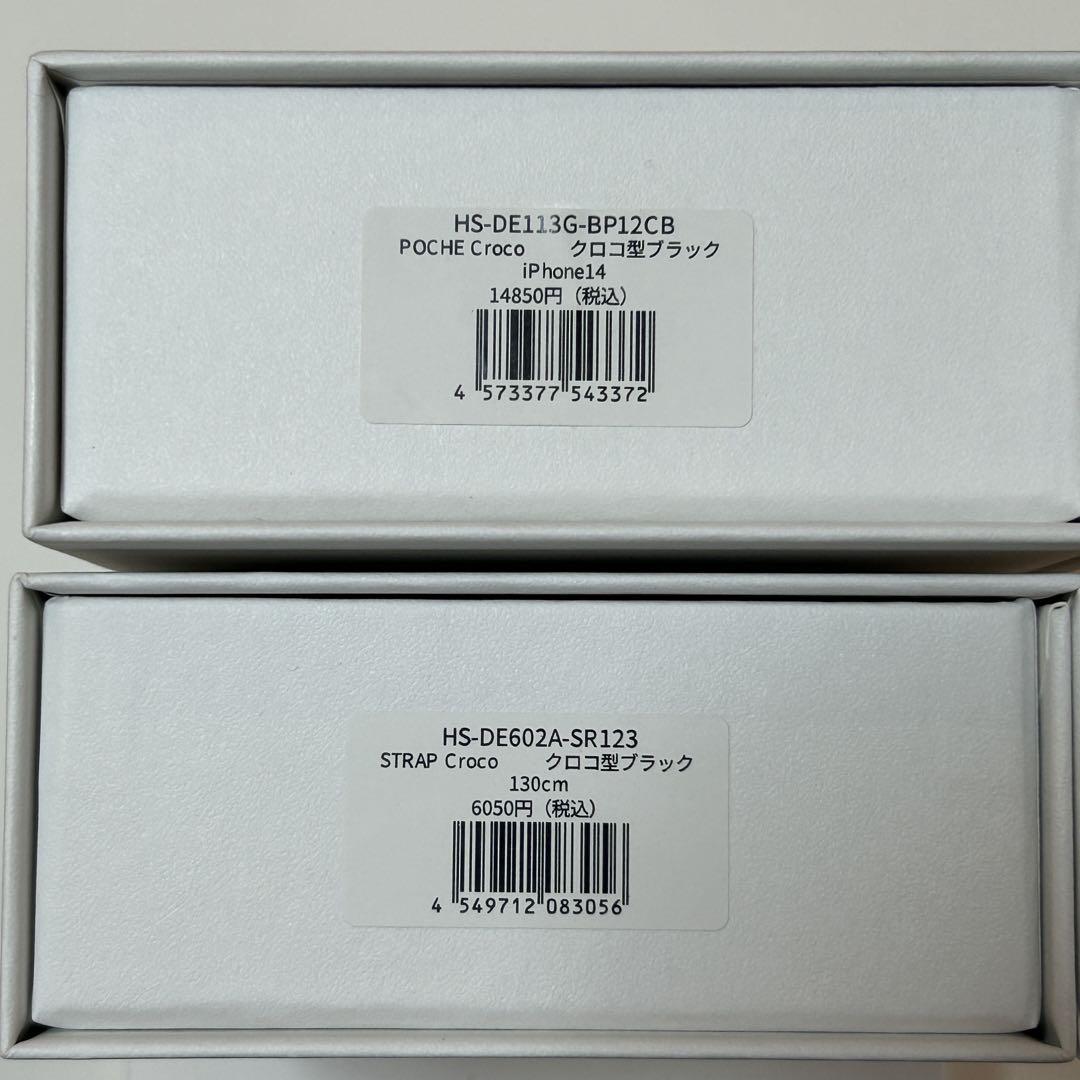 HS-DE113G-BP12CB
POCHE Croco クロコ型ブラック
iPhone14
14850円（税込）
4 573377 543372
HS-DE602A-SR123
STRAP Croco クロコ型ブラック
130cm
6050円（税込）
4 549712 083056